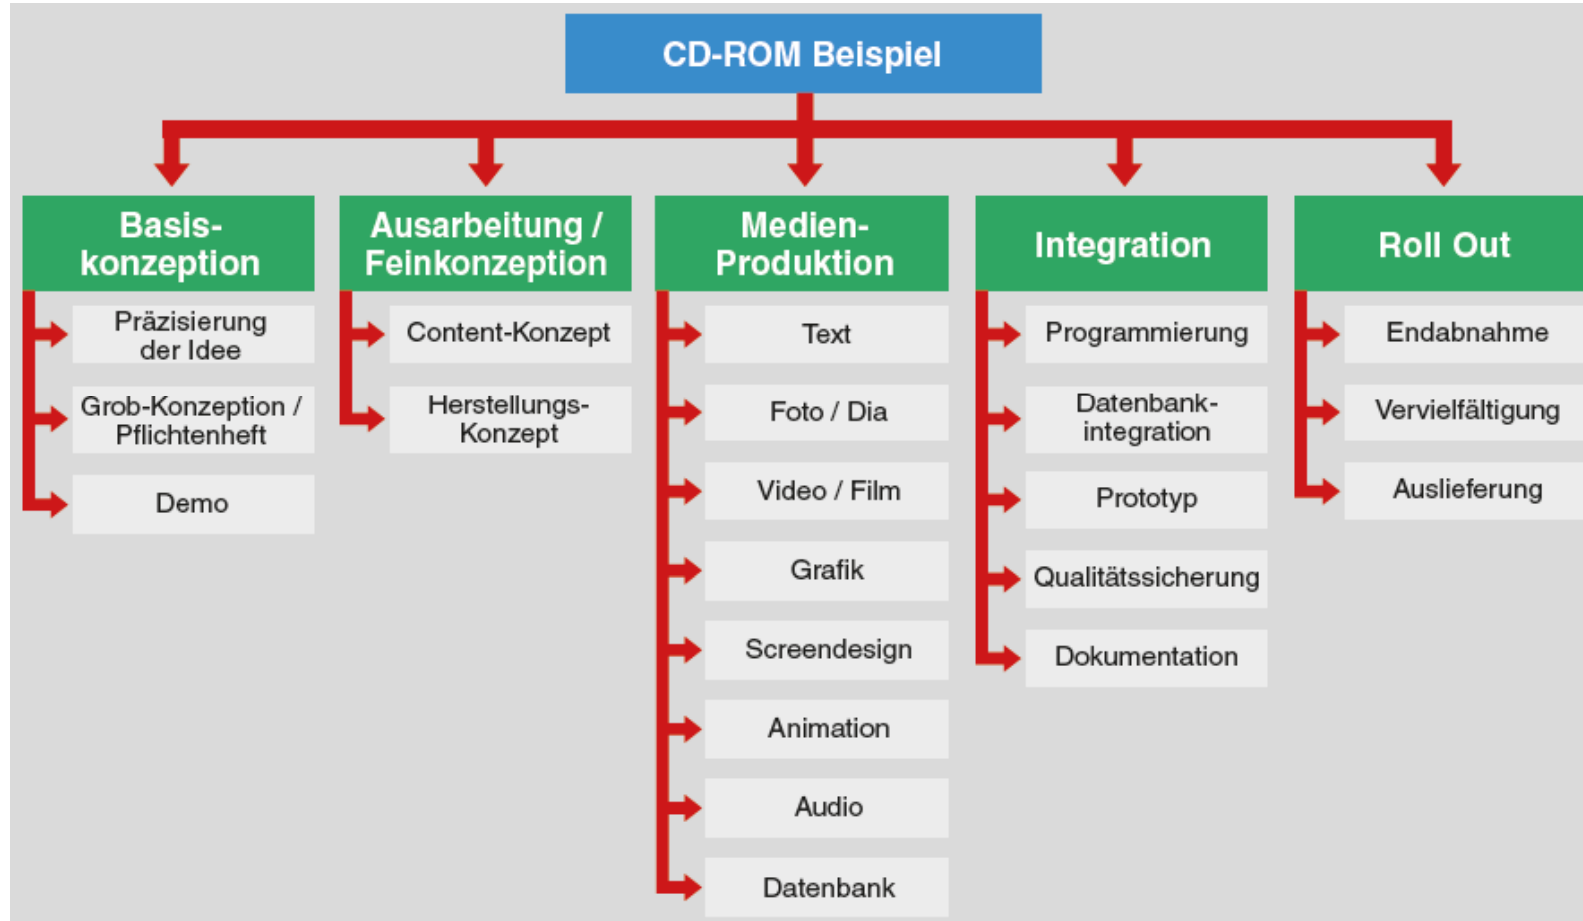 CD-ROM Beispiel
Basis-
konzeption
Präzisierung
der Idee
Grob-Konzeption /
Pflichtenheft
Demo
Ausarbeitung /
Feinkonzeption
Content-Konzept
Herstellungs-
Konzept
Medien-
Produktion
Text
Foto / Dia
Video / Film
Grafik
Screendesign
Animation
Audio
Datenbank
Integration
Programmierung
Datenbank-
integration
Prototyp
Qualitätssicherung
Dokumentation
Roll Out
Endabnahme
Vervielfältigung
Auslieferung